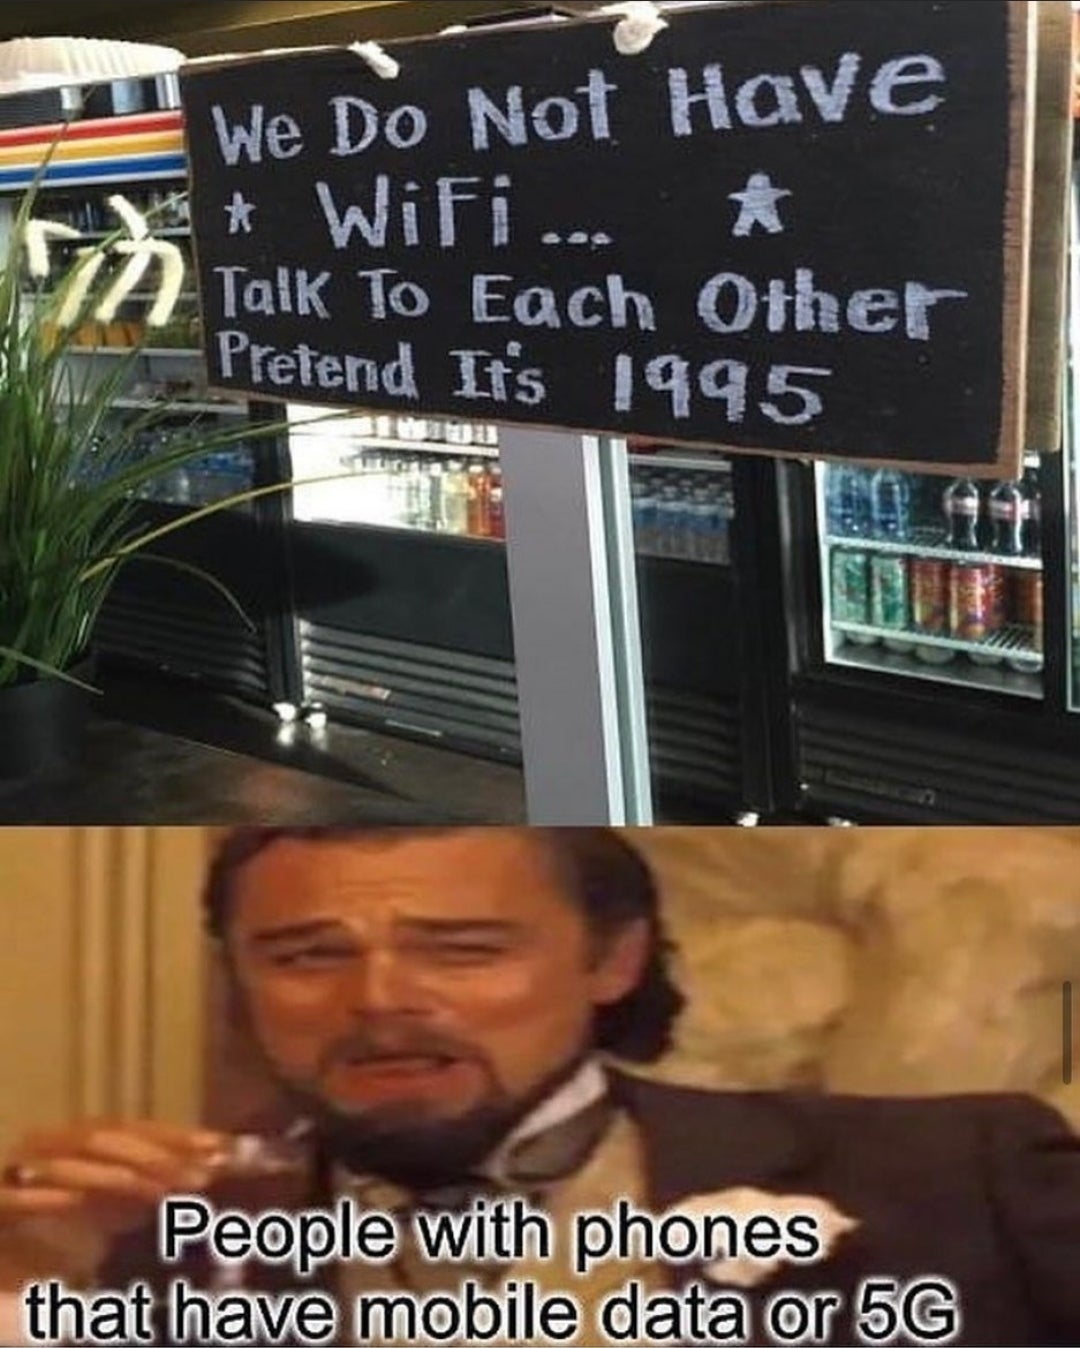 We Do Not Have
* WiFi... *
Talk To Each Other
Pretend It's 1995
People with phones
that have mobile data or 5G